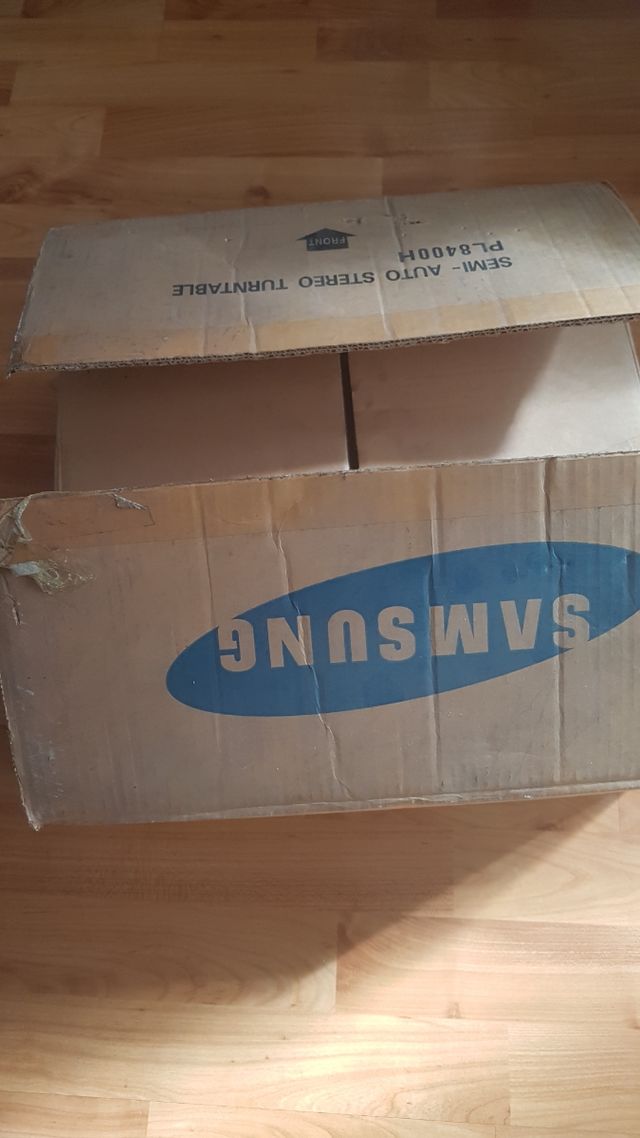 SEMI- AUTO STEREO TURNTABLE
PL8400H
FRONT
SAMSUNG